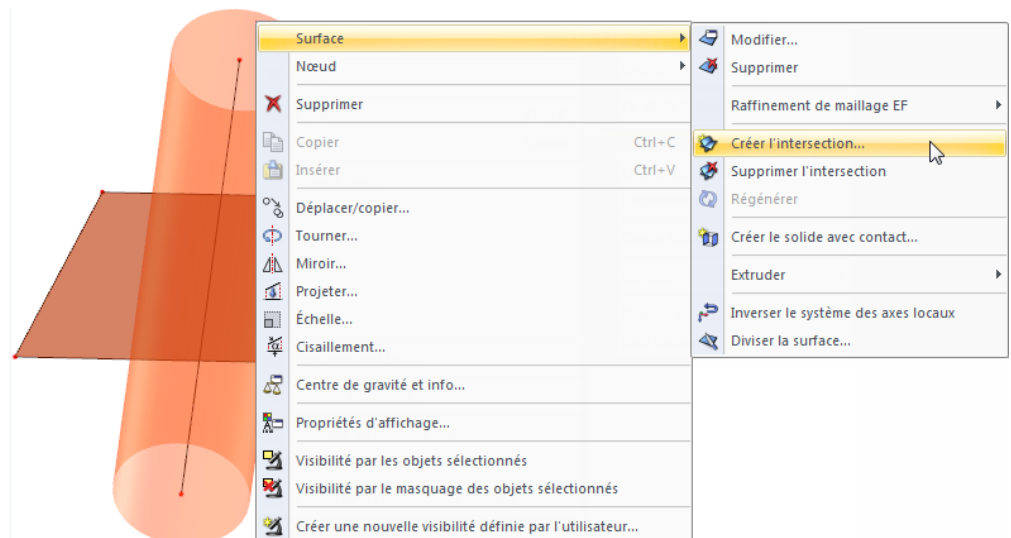 Surface
Nœud
Supprimer
Copier Ctrl+C
Insérer Ctrl+V
Déplacer/copier...
Tourner...
Miroir...
Projeter...
Échelle...
Cisaillement...
Centre de gravité et info...
Propriétés d'affichage...
Visibilité par les objets sélectionnés
Visibilité par le masquage des objets sélectionnés
Créer une nouvelle visibilité définie par l'utilisateur...
Modifier...
Supprimer
Raffinement de maillage EF
Créer l'intersection...
Supprimer l'intersection
Régénérer
Créer le solide avec contact...
Extruder
Inverser le système des axes locaux
Diviser la surface...